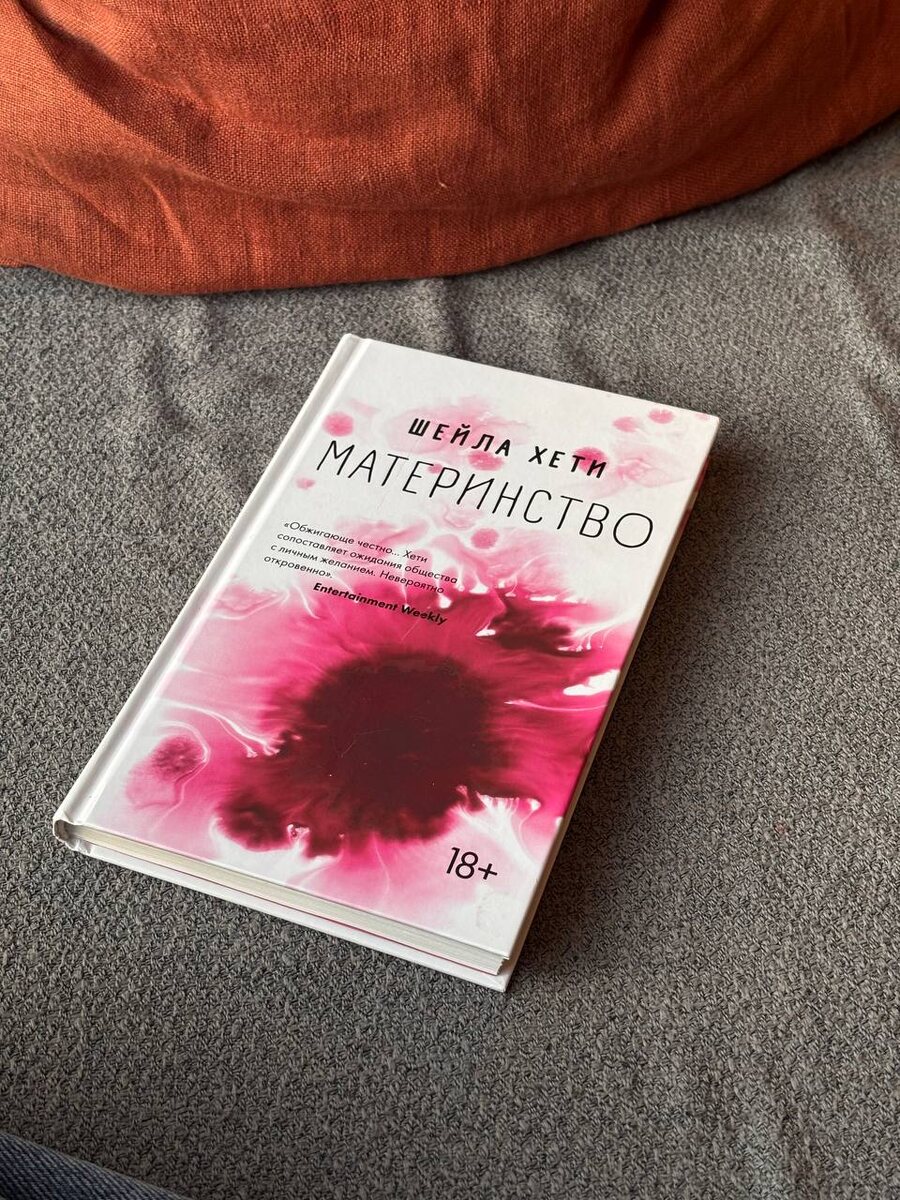 ШЕЙЛА ХЕТИ
МАТЕРИНСТВО
«Обжигающе честно... Хети
сопоставляет ожидания общества
с личным желанием. Невероятно
откровенно».
Entertainment Weekly
18+